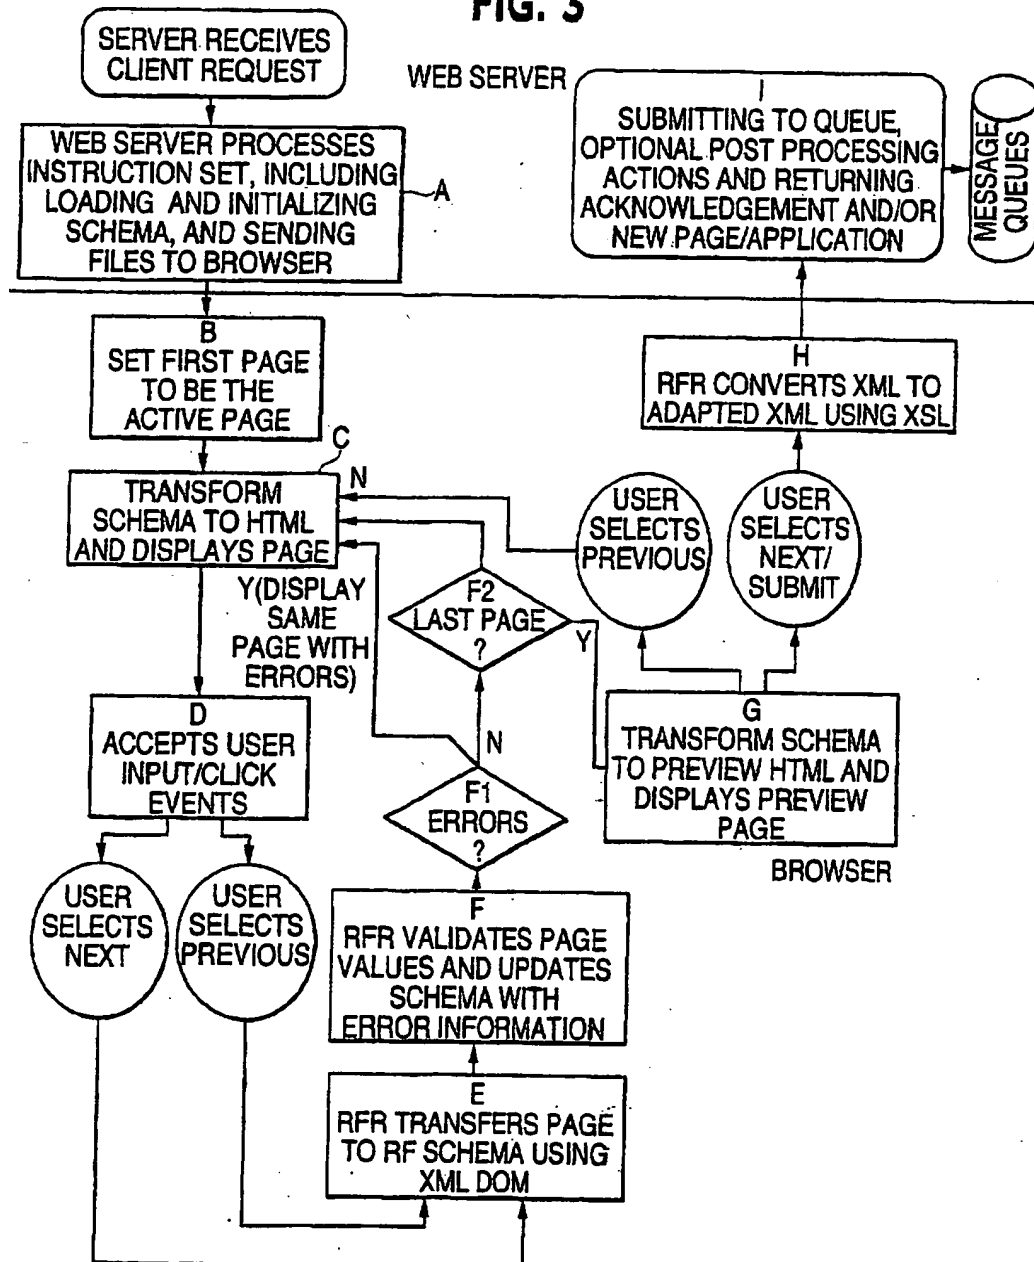 FIG. 3
SERVER RECEIVES
CLIENT REQUEST
WEB SERVER PROCESSES
INSTRUCTION SET, INCLUDING
LOADING AND INITIALIZING
SCHEMA, AND SENDING
FILES TO BROWSER
A
WEB SERVER
I
SUBMITTING TO QUEUE,
OPTIONAL POST PROCESSING
ACTIONS AND RETURNING
ACKNOWLEDGEMENT AND/OR
NEW PAGE/APPLICATION
MESSAGE
QUEUES
B
SET FIRST PAGE
TO BE THE
ACTIVE PAGE
H
RFR CONVERTS XML TO
ADAPTED XML USING XSL
C
TRANSFORM
SCHEMA TO HTML
AND DISPLAYS PAGE
N
USER
SELECTS
PREVIOUS
USER
SELECTS
NEXT/
SUBMIT
Y(DISPLAY
SAME
PAGE WITH
ERRORS)
F2
LAST PAGE
?
Y
D
ACCEPTS USER
INPUT/CLICK
EVENTS
N
G
TRANSFORM SCHEMA
TO PREVIEW HTML AND
DISPLAYS PREVIEW
PAGE
F1
ERRORS
?
BROWSER
USER
SELECTS
NEXT
USER
SELECTS
PREVIOUS
F
RFR VALIDATES PAGE
VALUES AND UPDATES
SCHEMA WITH
ERROR INFORMATION
E
RFR TRANSFERS PAGE
TO RF SCHEMA USING
XML DOM